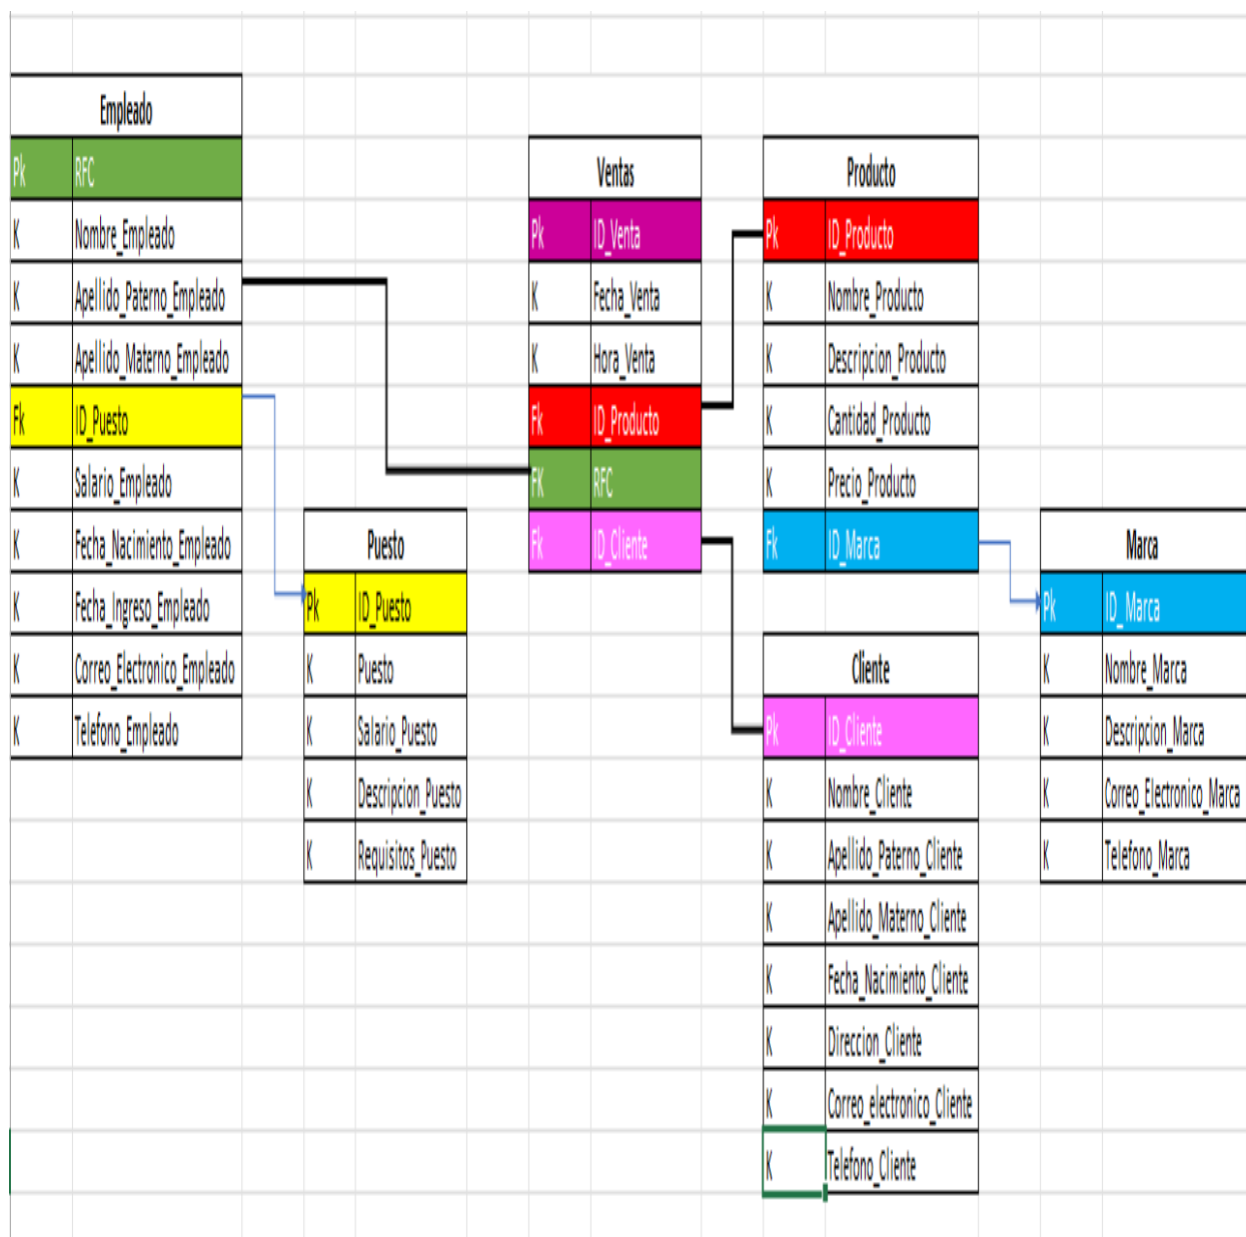 Empleado
Pk RFC
K Nombre_Empleado
K Apellido_Paterno_Empleado
K Apellido_Materno_Empleado
Fk ID_Puesto
K Salario_Empleado
K Fecha_Nacimiento_Empleado
K Fecha_Ingreso_Empleado
K Correo_Electronico_Empleado
K Telefono_Empleado
Puesto
Pk ID_Puesto
K Puesto
K Salario_Puesto
K Descripcion_Puesto
K Requisitos_Puesto
Ventas
Pk ID_Venta
K Fecha_Venta
K Hora_Venta
Fk ID_Producto
FK RFC
Fk ID_Cliente
Producto
Pk ID_Producto
K Nombre_Producto
K Descripcion_Producto
K Cantidad_Producto
K Precio_Producto
Fk ID_Marca
Cliente
Pk ID_Cliente
K Nombre_Cliente
K Apellido_Paterno_Cliente
K Apellido_Materno_Cliente
K Fecha_Nacimiento_Cliente
K Direccion_Cliente
K Correo_electronico_Cliente
K Telefono_Cliente
Marca
Pk ID_Marca
K Nombre_Marca
K Descripcion_Marca
K Correo_Electronico_Marca
K Telefono_Marca